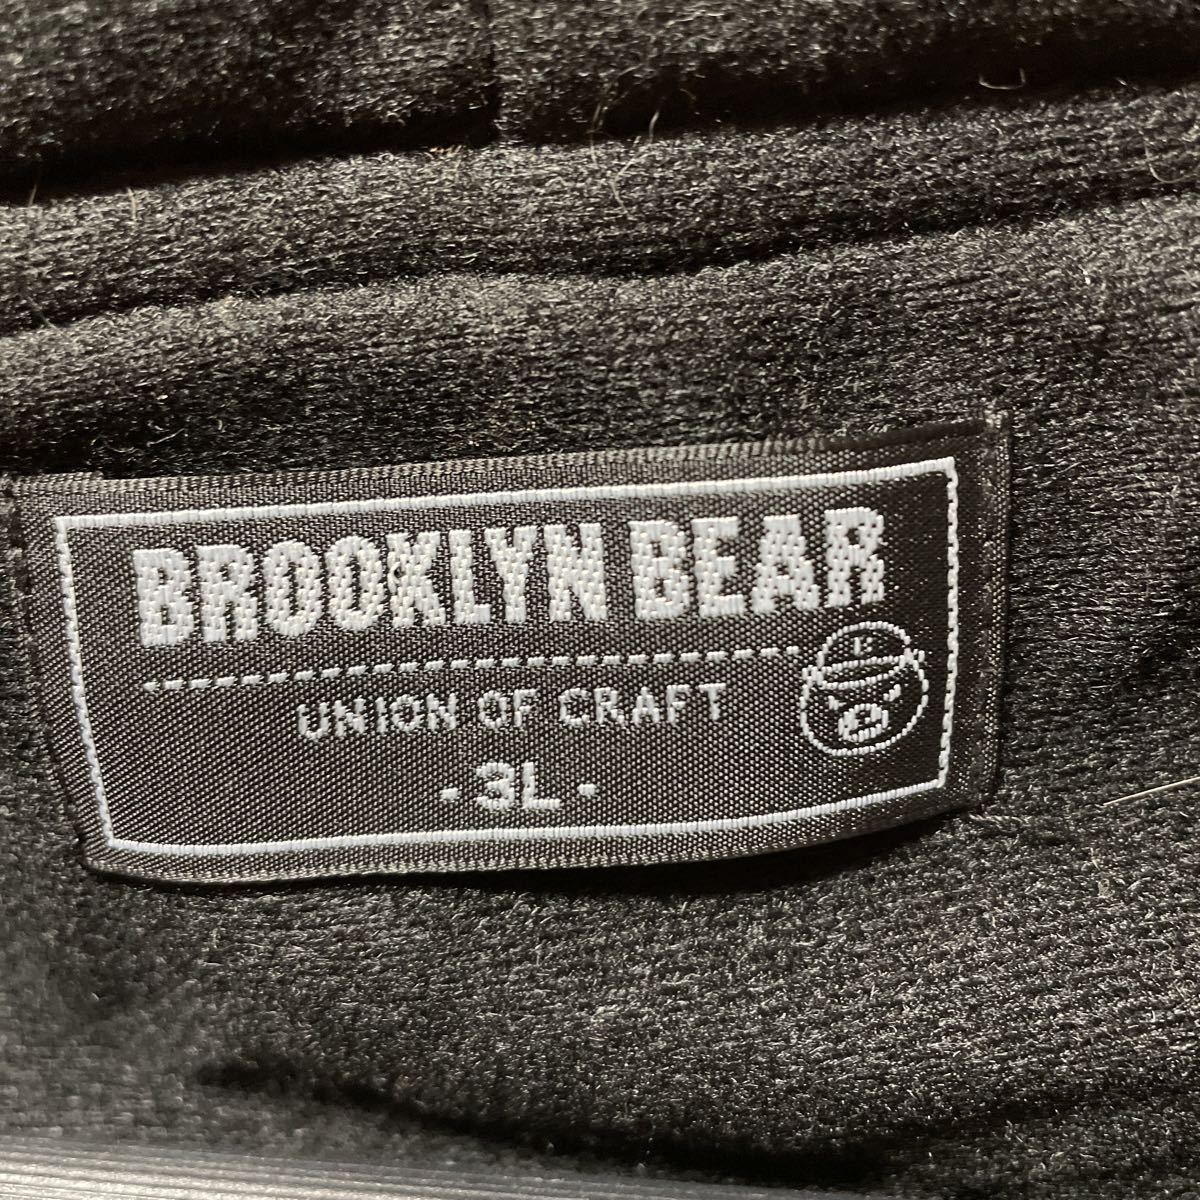 BROOKLYN BEAR
UNION OF CRAFT
- 3L -